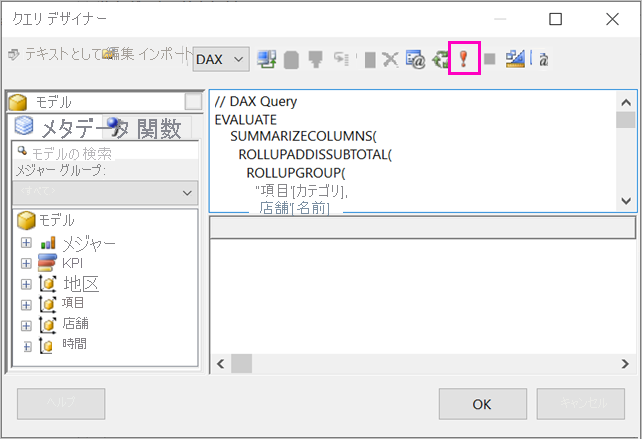 クエリ デザイナー
テキストとして編集 インポート DAX
モデル
メタデータ 関数
モデルの検索
メジャー グループ:
<すべて>
モデル
メジャー
KPI
地区
項目
店舗
時間
// DAX Query
EVALUATE
SUMMARIZECOLUMNS(
ROLLUPADDISSUBTOTAL(
ROLLUPGROUP(
"項目'[カテゴリ],
店舗'[名前]
ヘルプ OK キャンセル